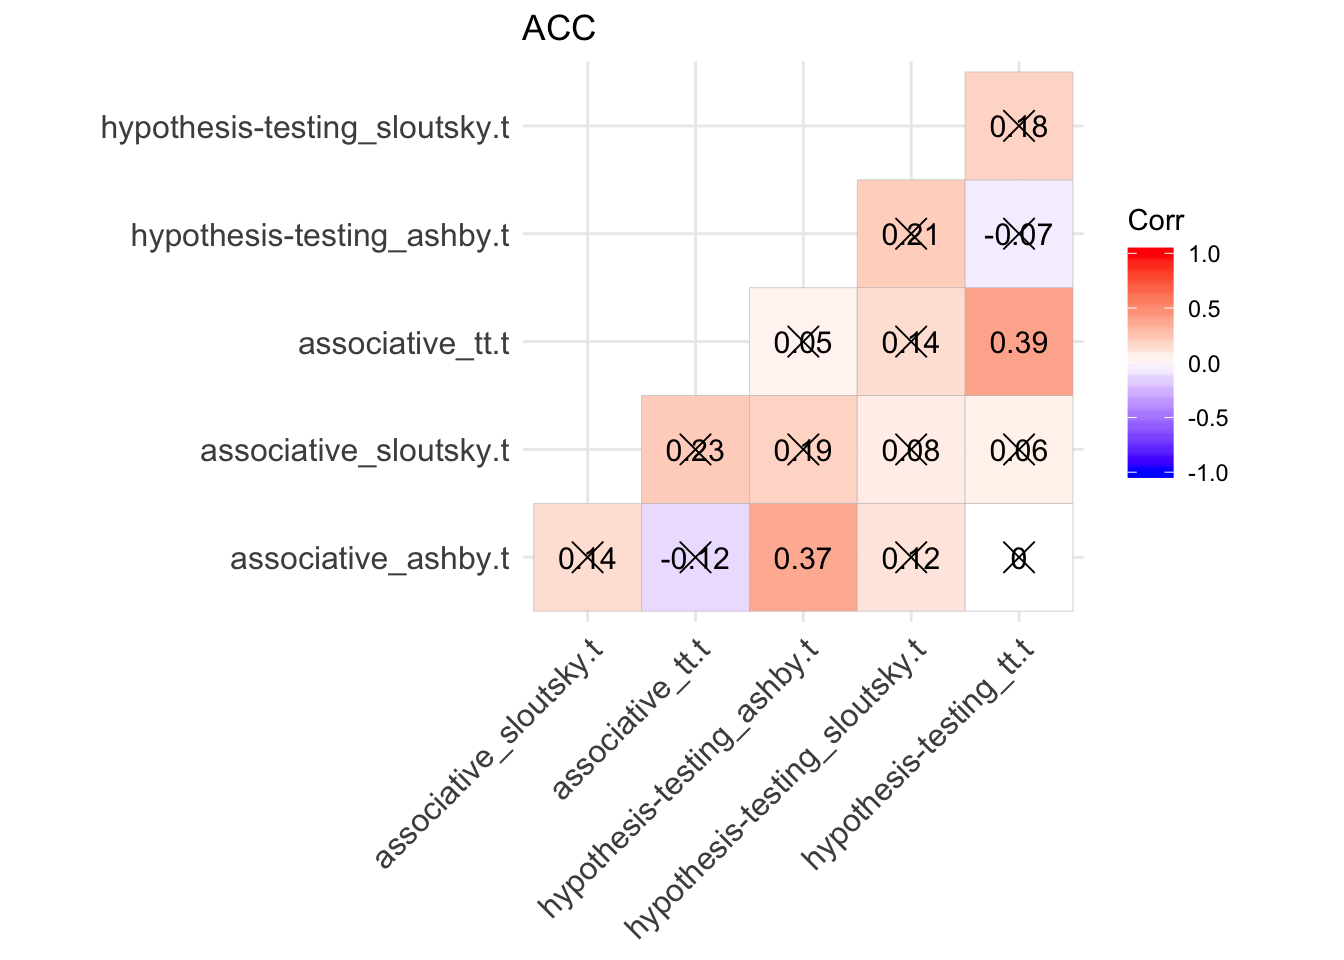 ACC
hypothesis-testing_sloutsky.t
0.18
hypothesis-testing_ashby.t
0.21 -0.07
associative_tt.t
0.05 0.14 0.39
associative_sloutsky.t
0.23 0.19 0.08 0.06
associative_ashby.t
0.14 -0.12 0.37 0.12 0
associative_sloutsky.t
associative_tt.t
hypothesis-testing_ashby.t
hypothesis-testing_sloutsky.t
hypothesis-testing_tt.t
Corr
1.0
0.5
0.0
-0.5
-1.0